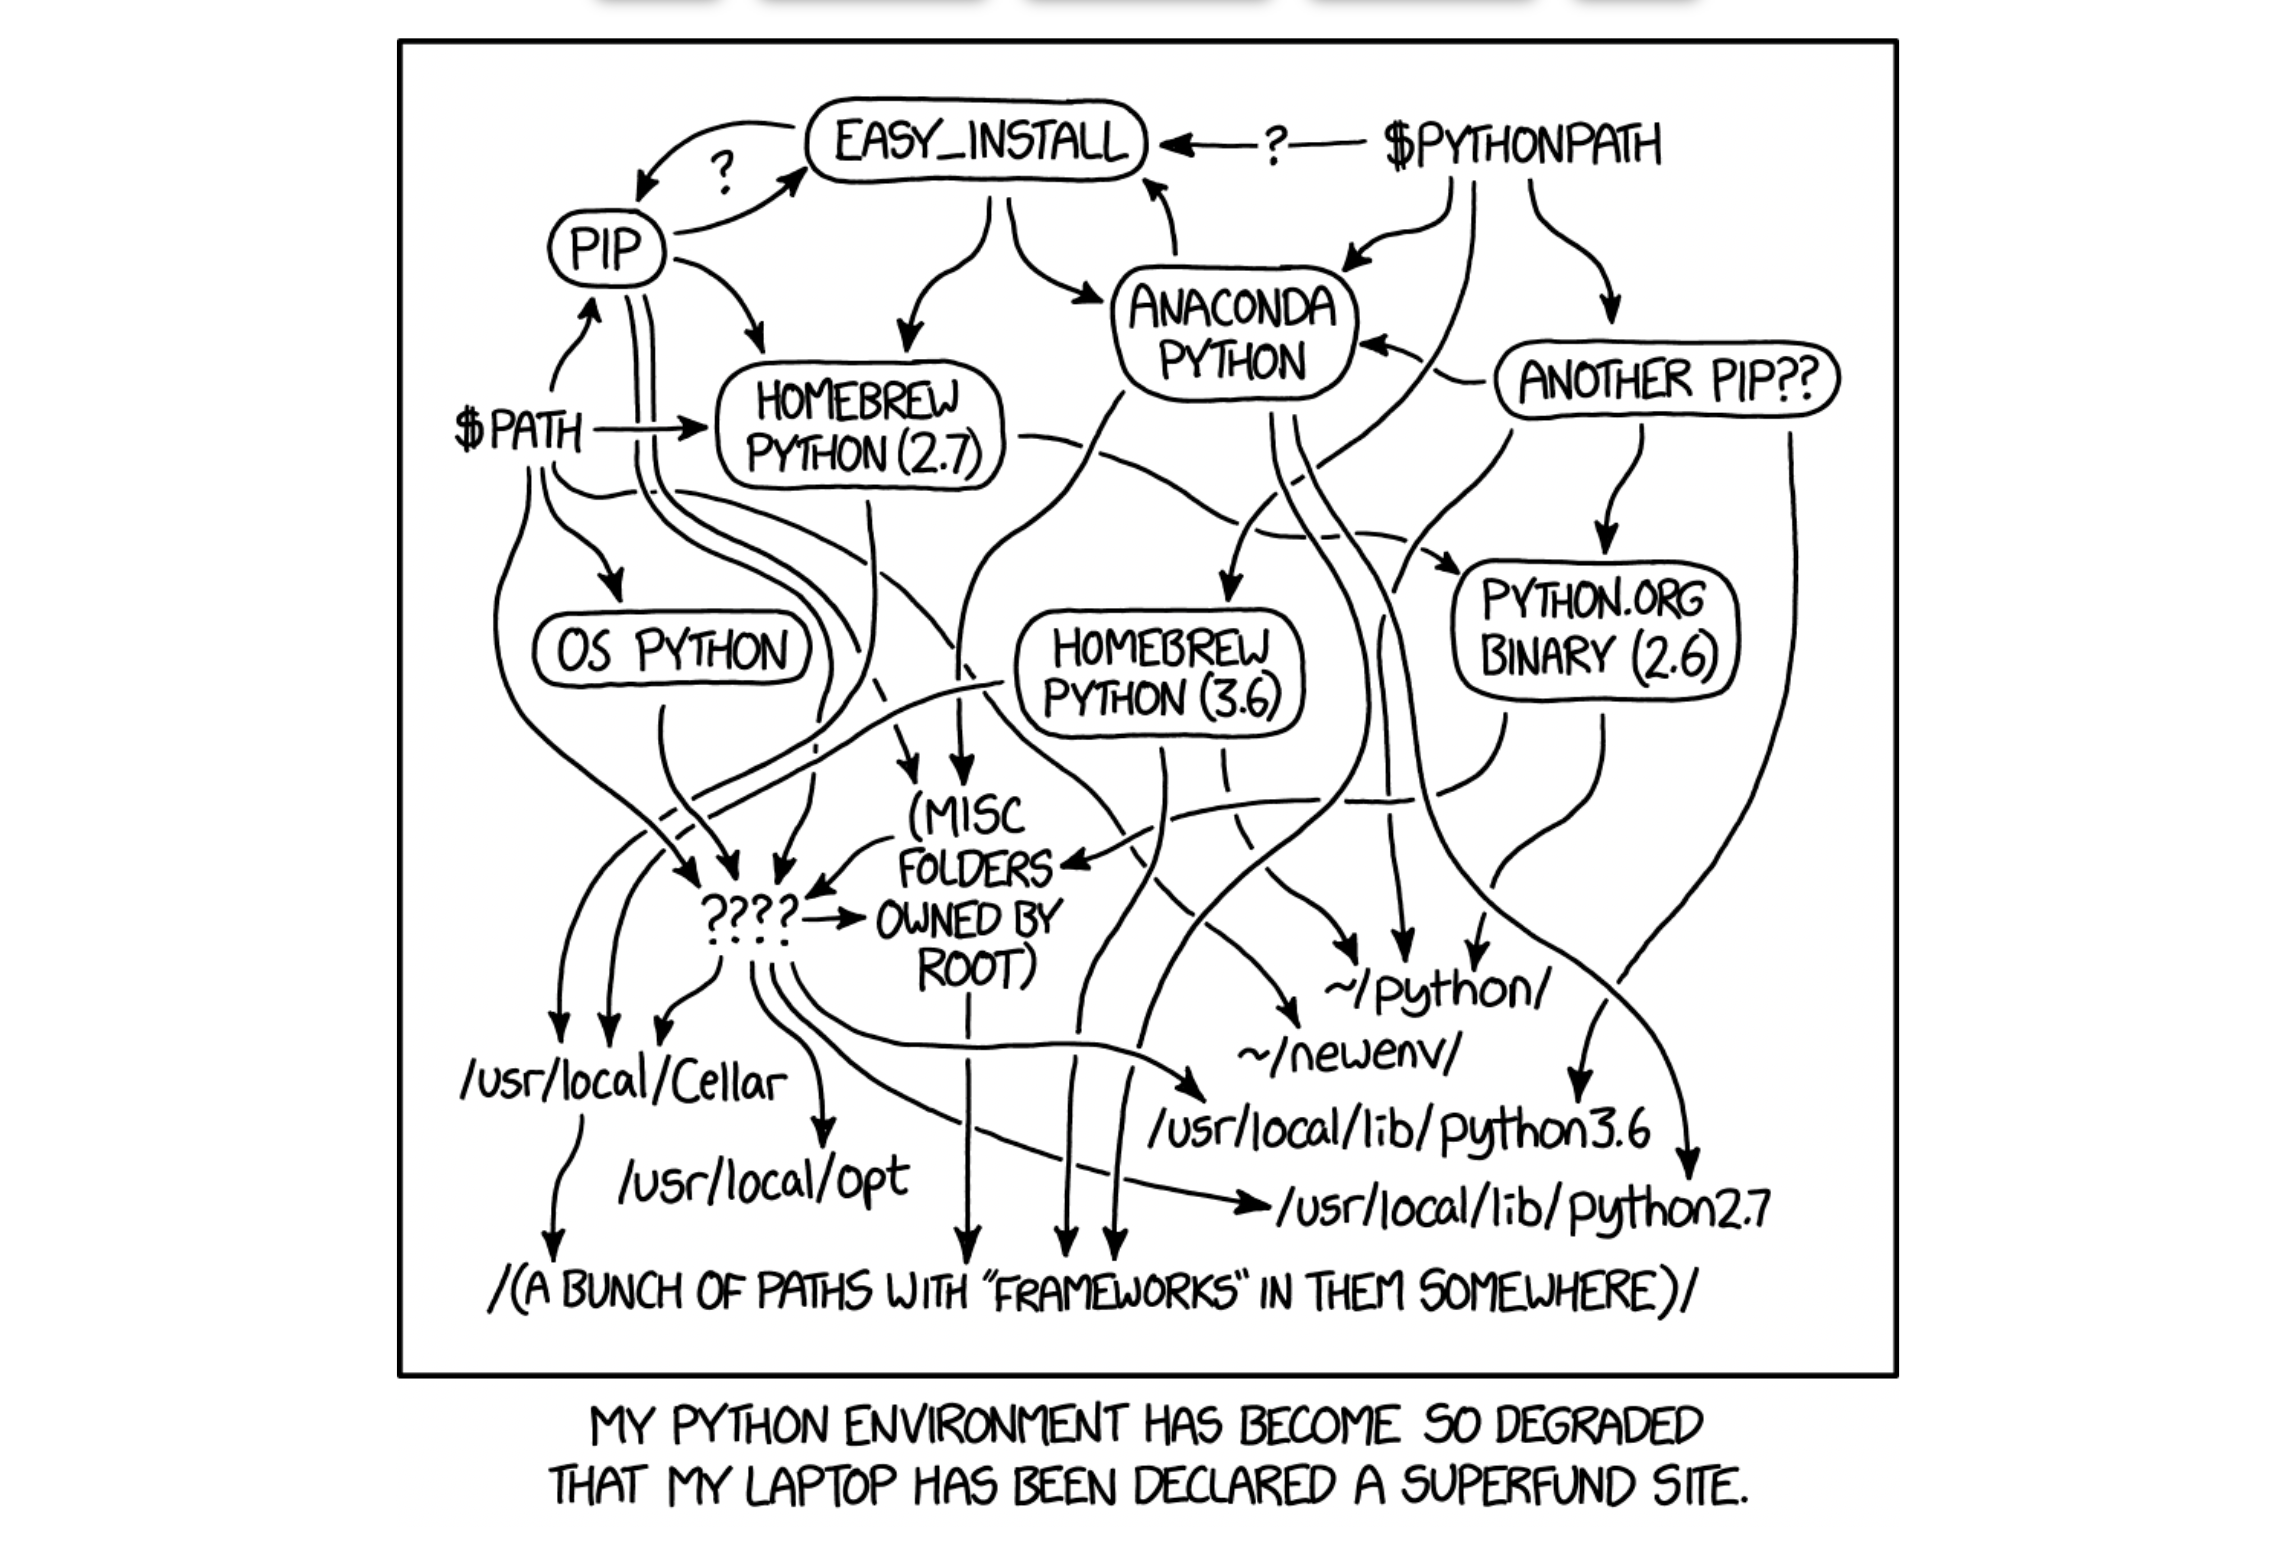 EASY_INSTALL
? $PYTHONPATH
?
PIP
ANACONDA
PYTHON
ANOTHER PIP??
$PATH
HOMEBREW
PYTHON (2.7)
OS PYTHON
HOMEBREW
PYTHON (3.6)
PYTHON.ORG
BINARY (2.6)
(MISC
FOLDERS
OWNED BY
ROOT)
????
~/python/
~/newenv/
/usr/local/Cellar
/usr/local/lib/python3.6
/usr/local/opt
/usr/local/lib/python2.7
/(A BUNCH OF PATHS WITH "FRAMEWORKS" IN THEM SOMEWHERE)/
MY PYTHON ENVIRONMENT HAS BECOME SO DEGRADED
THAT MY LAPTOP HAS BEEN DECLARED A SUPERFUND SITE.